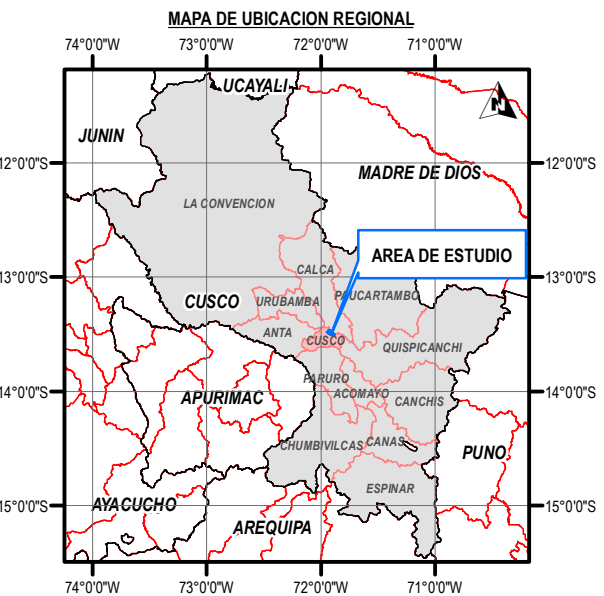 MAPA DE UBICACION REGIONAL
74°0'0"W 73°0'0"W 72°0'0"W 71°0'0"W
UCAYALI
N
JUNIN
12°0'0"S 12°0'0"S
MADRE DE DIOS
LA CONVENCION
AREA DE ESTUDIO
CALCA
13°0'0"S 13°0'0"S
PAUCARTAMBO
CUSCO
URUBAMBA
ANTA
CUSCO
QUISPICANCHI
PARURO
14°0'0"S 14°0'0"S
APURIMAC
ACOMAYO
CANCHIS
CHUMBIVILCAS
CANAS
PUNO
ESPINAR
15°0'0"S 15°0'0"S
AYACUCHO
AREQUIPA
74°0'0"W 73°0'0"W 72°0'0"W 71°0'0"W